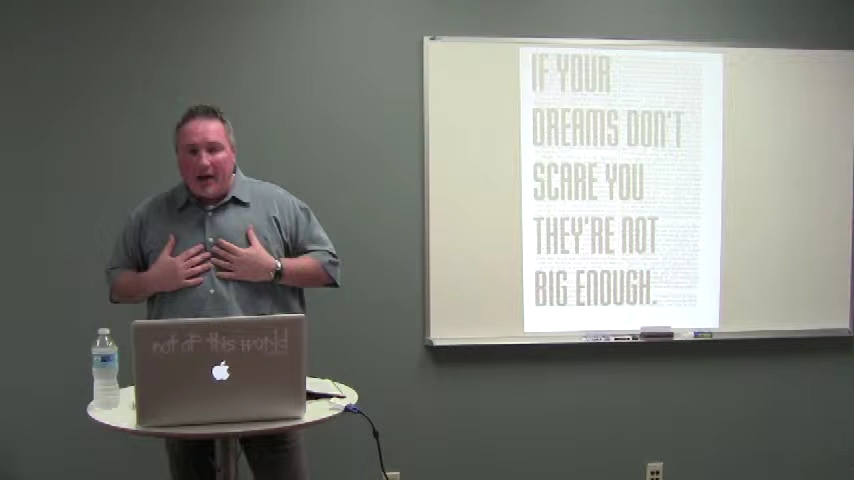 IF YOUR
DREAMS DON'T
SCARE YOU
THEY'RE NOT
BIG ENOUGH.
not of this world